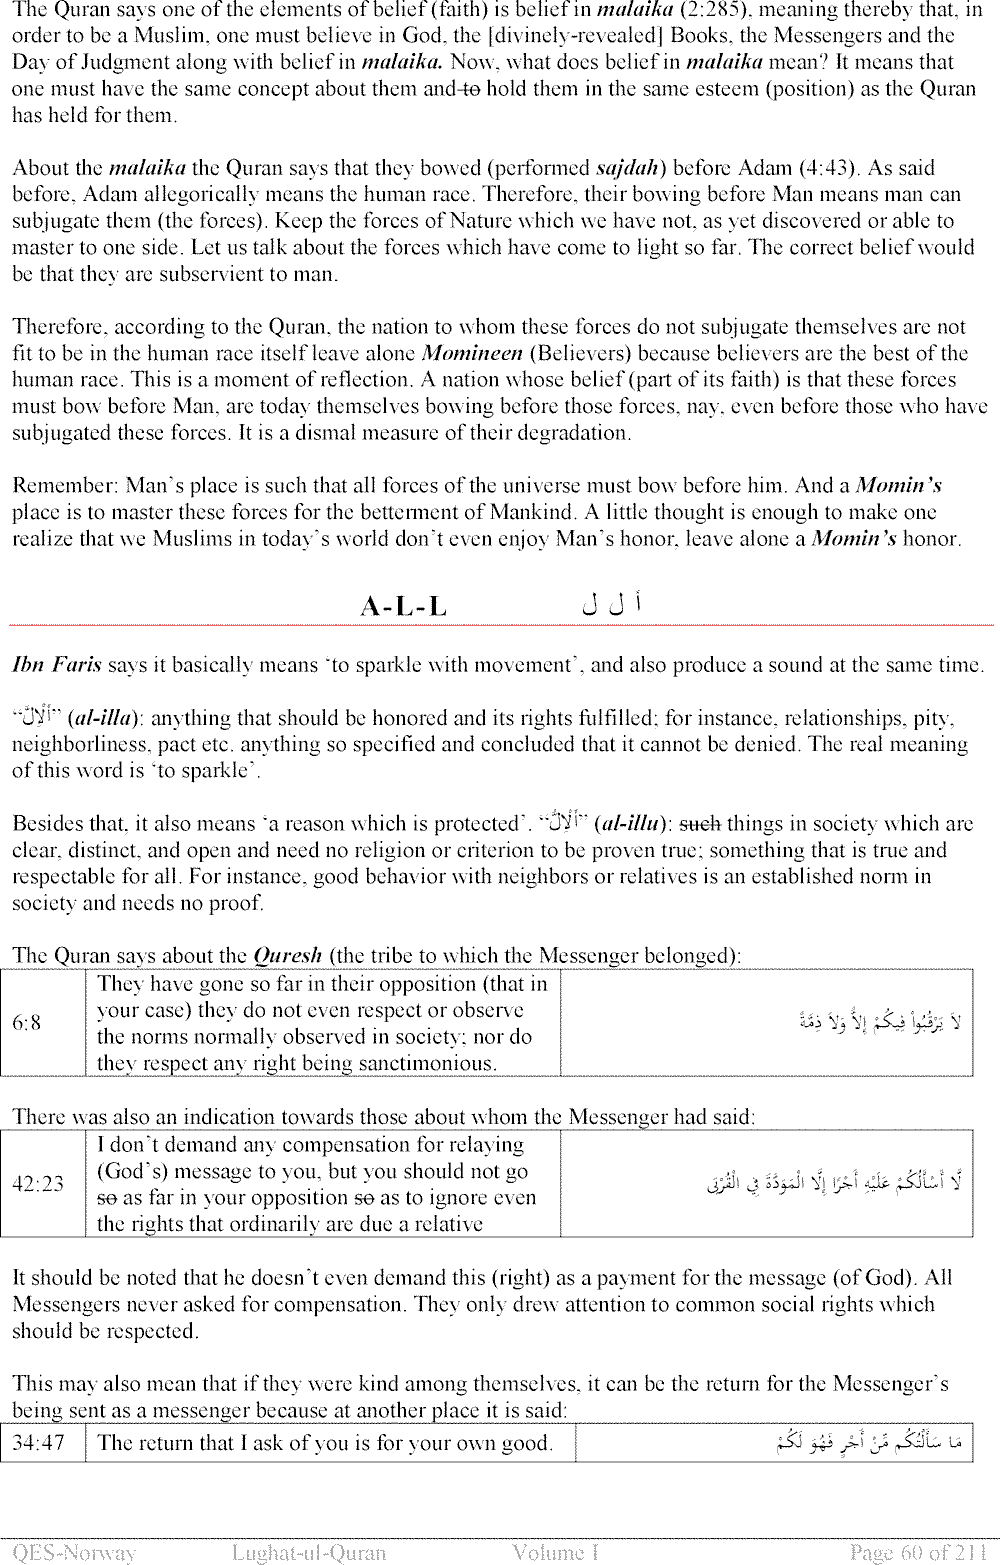 The Quran says one of the elements of belief (faith) is belief in malaika (2:285), meaning thereby that, in
order to be a Muslim, one must believe in God, the [divinely-revealed] Books, the Messengers and the
Day of Judgment along with belief in malaika. Now, what does belief in malaika mean? It means that
one must have the same concept about them and to hold them in the same esteem (position) as the Quran
has held for them.
About the malaika the Quran says that they bowed (performed sajdah) before Adam (4:43). As said
before, Adam allegorically means the human race. Therefore, their bowing before Man means man can
subjugate them (the forces). Keep the forces of Nature which we have not, as yet discovered or able to
master to one side. Let us talk about the forces which have come to light so far. The correct belief would
be that they are subservient to man.
Therefore, according to the Quran, the nation to whom these forces do not subjugate themselves are not
fit to be in the human race itself leave alone Momineen (Believers) because believers are the best of the
human race. This is a moment of reflection. A nation whose belief (part of its faith) is that these forces
must bow before Man, are today themselves bowing before those forces, nay, even before those who have
subjugated these forces. It is a dismal measure of their degradation.
Remember: Man's place is such that all forces of the universe must bow before him. And a Momin's
place is to master these forces for the betterment of Mankind. A little thought is enough to make one
realize that we Muslims in today's world don't even enjoy Man's honor, leave alone a Momin's honor.
A-L-L أ ل ل
Ibn Faris says it basically means 'to sparkle with movement', and also produce a sound at the same time.
"أَلْاِلَّ" (al-illa): anything that should be honored and its rights fulfilled; for instance, relationships, pity,
neighborliness, pact etc. anything so specified and concluded that it cannot be denied. The real meaning
of this word is 'to sparkle'.
Besides that, it also means 'a reason which is protected'. "أَلْاِلُّ" (al-illu): such things in society which are
clear, distinct, and open and need no religion or criterion to be proven true; something that is true and
respectable for all. For instance, good behavior with neighbors or relatives is an established norm in
society and needs no proof.
The Quran says about the Quresh (the tribe to which the Messenger belonged):
They have gone so far in their opposition (that in
your case) they do not even respect or observe
6:8 the norms normally observed in society; nor do لاَ يَرْقُبُواْ فِيكُمْ إِلاًّ وَلاَ ذِمَّةً
they respect any right being sanctimonious.
There was also an indication towards those about whom the Messenger had said:
I don't demand any compensation for relaying
(God's) message to you, but you should not go
42:23 so as far in your opposition so as to ignore even لَّا أَسْأَلُكُمْ عَلَيْهِ أَجْرًا إِلَّا الْمَوَدَّةَ فِي الْقُرْبَى
the rights that ordinarily are due a relative
It should be noted that he doesn't even demand this (right) as a payment for the message (of God). All
Messengers never asked for compensation. They only drew attention to common social rights which
should be respected.
This may also mean that if they were kind among themselves, it can be the return for the Messenger's
being sent as a messenger because at another place it is said:
34:47 The return that I ask of you is for your own good. مَا سَأَلْتُكُم مِّنْ أَجْرٍ فَهُوَ لَكُمْ
QES-Norway Lughat-ul-Quran Volume I Page 60 of 211